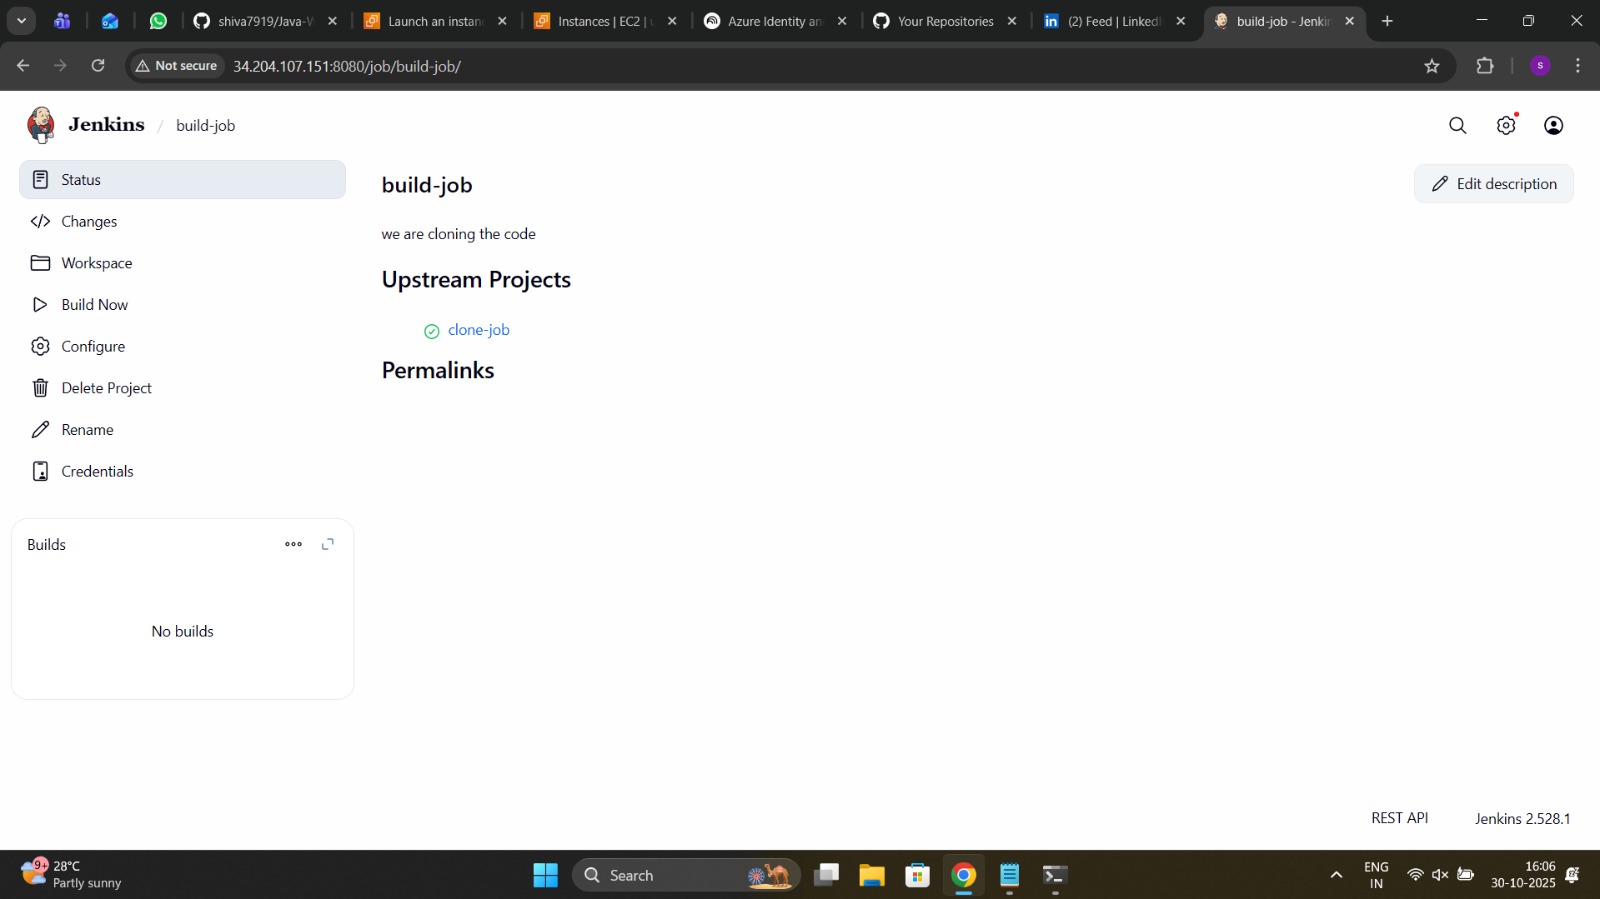 shiva7919/Java-W
Launch an instan
Instances | EC2 | u
Azure Identity an
Your Repositories
(2) Feed | LinkedI
build-job - Jenkin
Not secure
34.204.107.151:8080/job/build-job/
s
Jenkins / build-job
Status
build-job
Edit description
Changes
we are cloning the code
Workspace
Upstream Projects
Build Now
clone-job
Configure
Permalinks
Delete Project
Rename
Credentials
Builds
No builds
REST API
Jenkins 2.528.1
9+
28°C
Partly sunny
Search
ENG
IN
16:06
30-10-2025